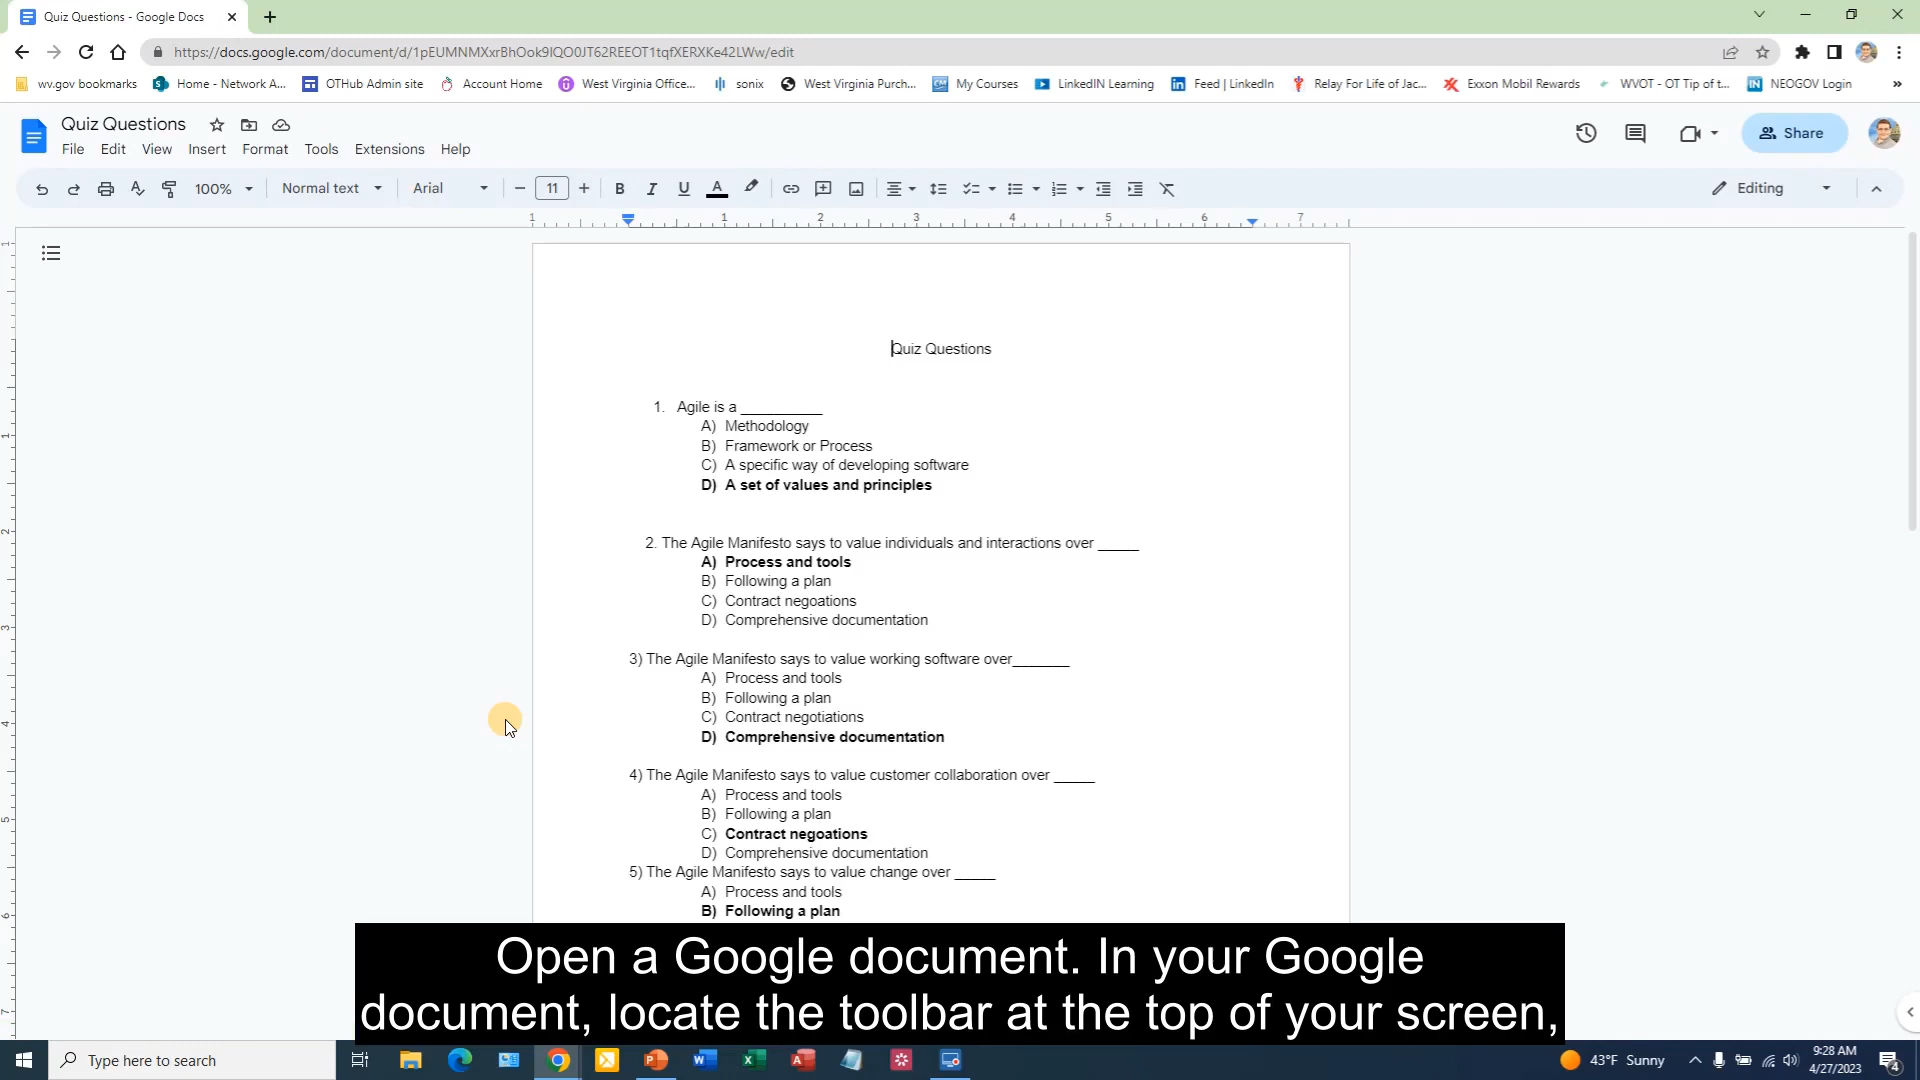 Quiz Questions - Google Docs
https://docs.google.com/document/d/1pEUMNMXxrBhOok9IQO0JT62REEOT1tqfXERXKe42LWw/edit
wv.gov bookmarks
Home - Network A...
OTHub Admin site
Account Home
West Virginia Office...
sonix
West Virginia Purch...
My Courses
LinkedIN Learning
Feed | LinkedIn
Relay For Life of Jac...
Exxon Mobil Rewards
WVOT - OT Tip of t...
NEOGOV Login
Quiz Questions
File Edit View Insert Format Tools Extensions Help
Share
100% Normal text Arial 11 Editing
1 1 2 3 4 5 6 7
Quiz Questions
1. Agile is a __________
A) Methodology
B) Framework or Process
C) A specific way of developing software
D) A set of values and principles
2. The Agile Manifesto says to value individuals and interactions over _____
A) Process and tools
B) Following a plan
C) Contract negoations
D) Comprehensive documentation
3) The Agile Manifesto says to value working software over_______
A) Process and tools
B) Following a plan
C) Contract negotiations
D) Comprehensive documentation
4) The Agile Manifesto says to value customer collaboration over _____
A) Process and tools
B) Following a plan
C) Contract negoations
D) Comprehensive documentation
5) The Agile Manifesto says to value change over _____
A) Process and tools
B) Following a plan
Open a Google document. In your Google
document, locate the toolbar at the top of your screen,
Type here to search
43°F Sunny
9:28 AM
4/27/2023
4